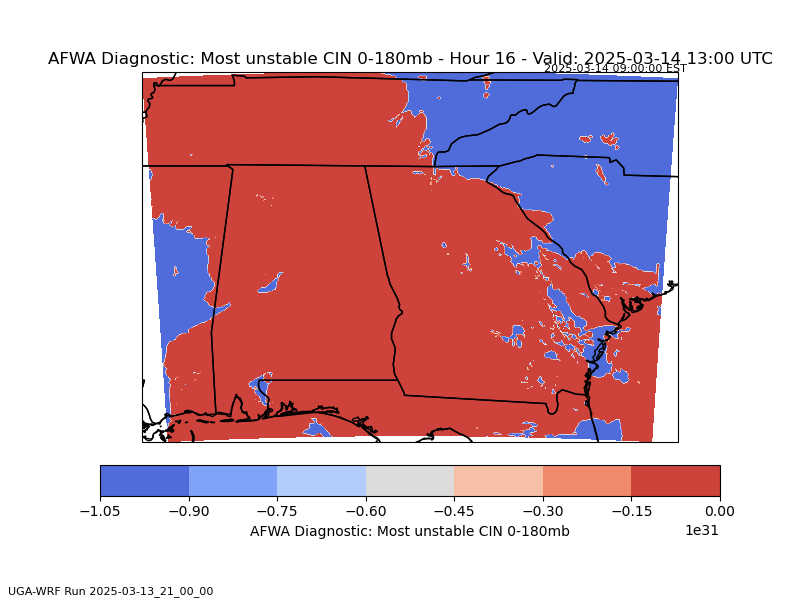 AFWA Diagnostic: Most unstable CIN 0-180mb - Hour 16 - Valid: 2025-03-14 13:00 UTC
2025-03-14 09:00:00 EST
−1.05 −0.90 −0.75 −0.60 −0.45 −0.30 −0.15 0.00
1e31
AFWA Diagnostic: Most unstable CIN 0-180mb
UGA-WRF Run 2025-03-13_21_00_00